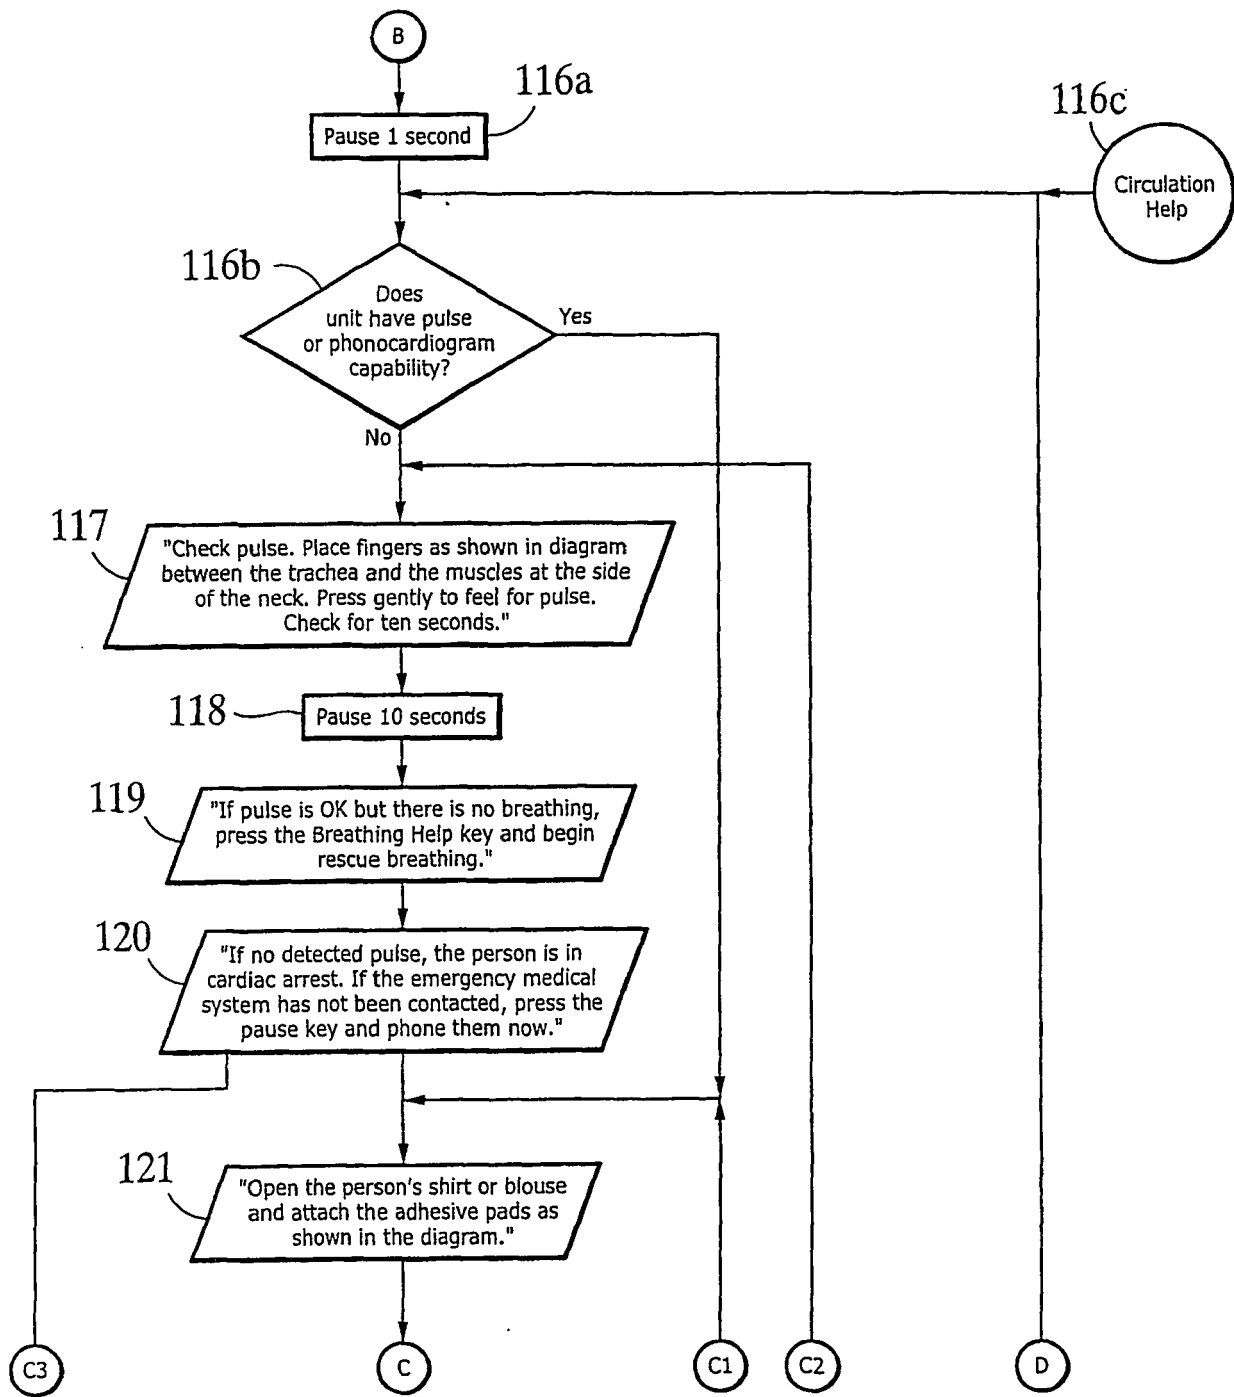 B
116a
Pause 1 second
116c
Circulation
Help
116b
Does
unit have pulse
or phonocardiogram
capability?
Yes
No
117
"Check pulse. Place fingers as shown in diagram
between the trachea and the muscles at the side
of the neck. Press gently to feel for pulse.
Check for ten seconds."
118
Pause 10 seconds
119
"If pulse is OK but there is no breathing,
press the Breathing Help key and begin
rescue breathing."
120
"If no detected pulse, the person is in
cardiac arrest. If the emergency medical
system has not been contacted, press the
pause key and phone them now."
121
"Open the person's shirt or blouse
and attach the adhesive pads as
shown in the diagram."
C3
C
C1
C2
D